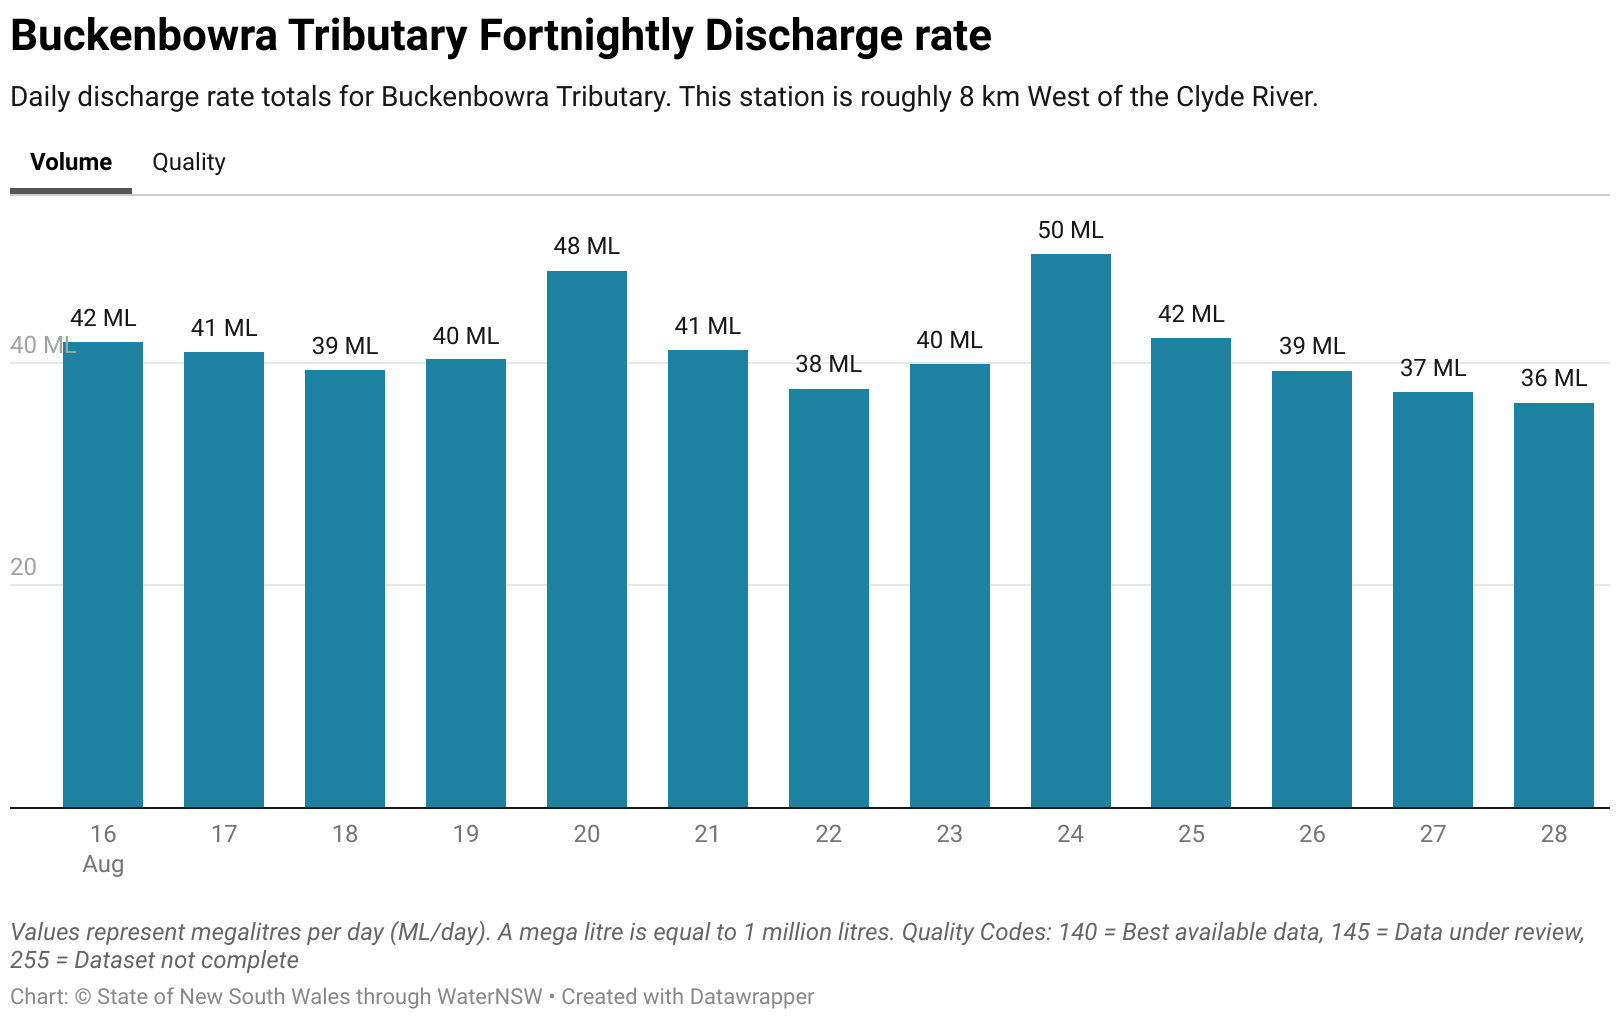 Buckenbowra Tributary Fortnightly Discharge rate
Daily discharge rate totals for Buckenbowra Tributary. This station is roughly 8 km West of the Clyde River.
Volume Quality
50 ML
48 ML
42 ML 41 ML 39 ML 40 ML 41 ML 38 ML 40 ML 42 ML 39 ML 37 ML 36 ML
40 ML
20
16 17 18 19 20 21 22 23 24 25 26 27 28
Aug
Values represent megalitres per day (ML/day). A mega litre is equal to 1 million litres. Quality Codes: 140 = Best available data, 145 = Data under review,
255 = Dataset not complete
Chart: © State of New South Wales through WaterNSW • Created with Datawrapper